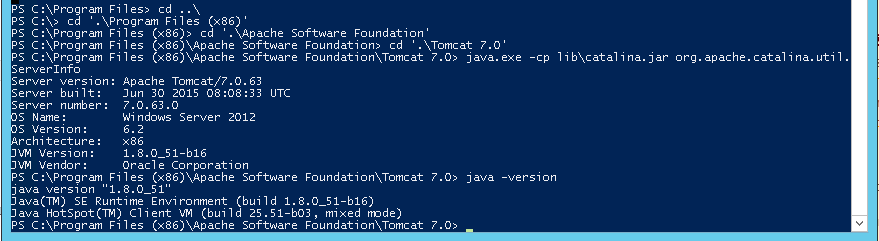 PS C:\Program Files> cd ..\
PS C:\> cd '.\Program Files (x86)'
PS C:\Program Files (x86)> cd '.\Apache Software Foundation'
PS C:\Program Files (x86)\Apache Software Foundation> cd '.\Tomcat 7.0'
PS C:\Program Files (x86)\Apache Software Foundation\Tomcat 7.0> java.exe -cp lib\catalina.jar org.apache.catalina.util.
ServerInfo
Server version: Apache Tomcat/7.0.63
Server built:   Jun 30 2015 08:08:33 UTC
Server number:  7.0.63.0
OS Name:        Windows Server 2012
OS Version:     6.2
Architecture:   x86
JVM Version:    1.8.0_51-b16
JVM Vendor:     Oracle Corporation
PS C:\Program Files (x86)\Apache Software Foundation\Tomcat 7.0> java -version
java version "1.8.0_51"
Java(TM) SE Runtime Environment (build 1.8.0_51-b16)
Java HotSpot(TM) Client VM (build 25.51-b03, mixed mode)
PS C:\Program Files (x86)\Apache Software Foundation\Tomcat 7.0> _